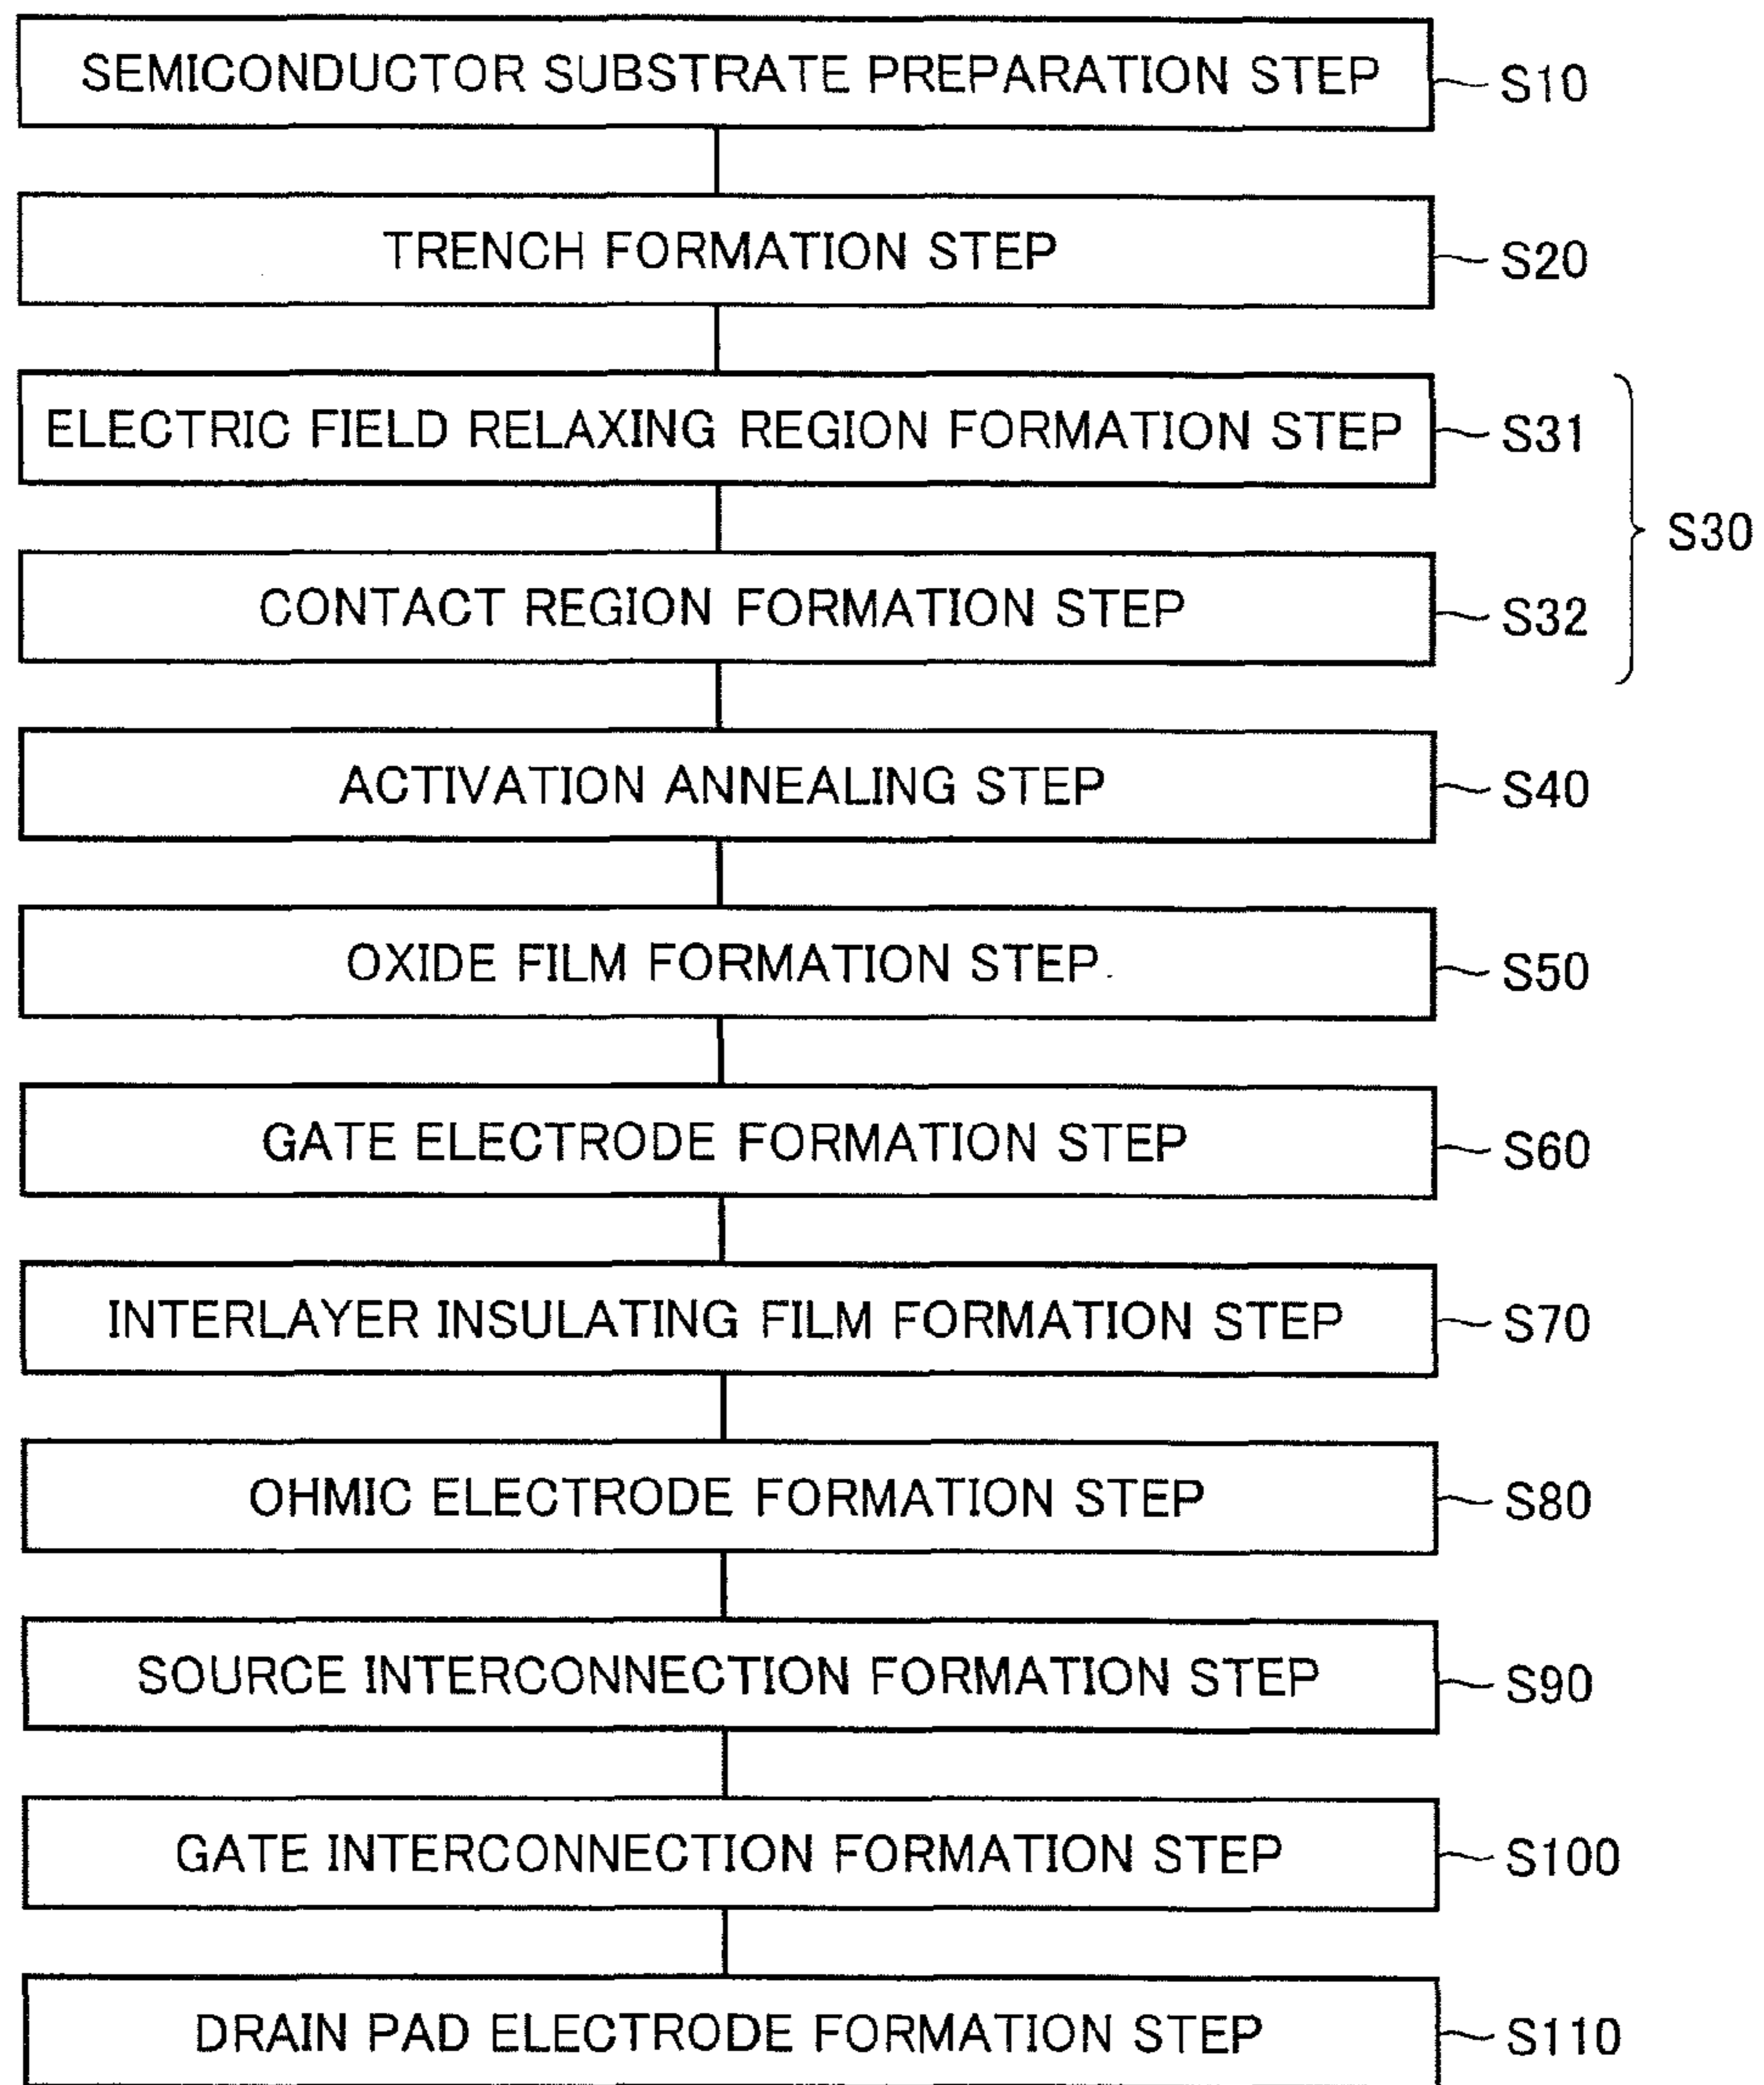 SEMICONDUCTOR SUBSTRATE PREPARATION STEP S10
TRENCH FORMATION STEP S20
ELECTRIC FIELD RELAXING REGION FORMATION STEP S31
S30
CONTACT REGION FORMATION STEP S32
ACTIVATION ANNEALING STEP S40
OXIDE FILM FORMATION STEP S50
GATE ELECTRODE FORMATION STEP S60
INTERLAYER INSULATING FILM FORMATION STEP S70
OHMIC ELECTRODE FORMATION STEP S80
SOURCE INTERCONNECTION FORMATION STEP S90
GATE INTERCONNECTION FORMATION STEP S100
DRAIN PAD ELECTRODE FORMATION STEP S110